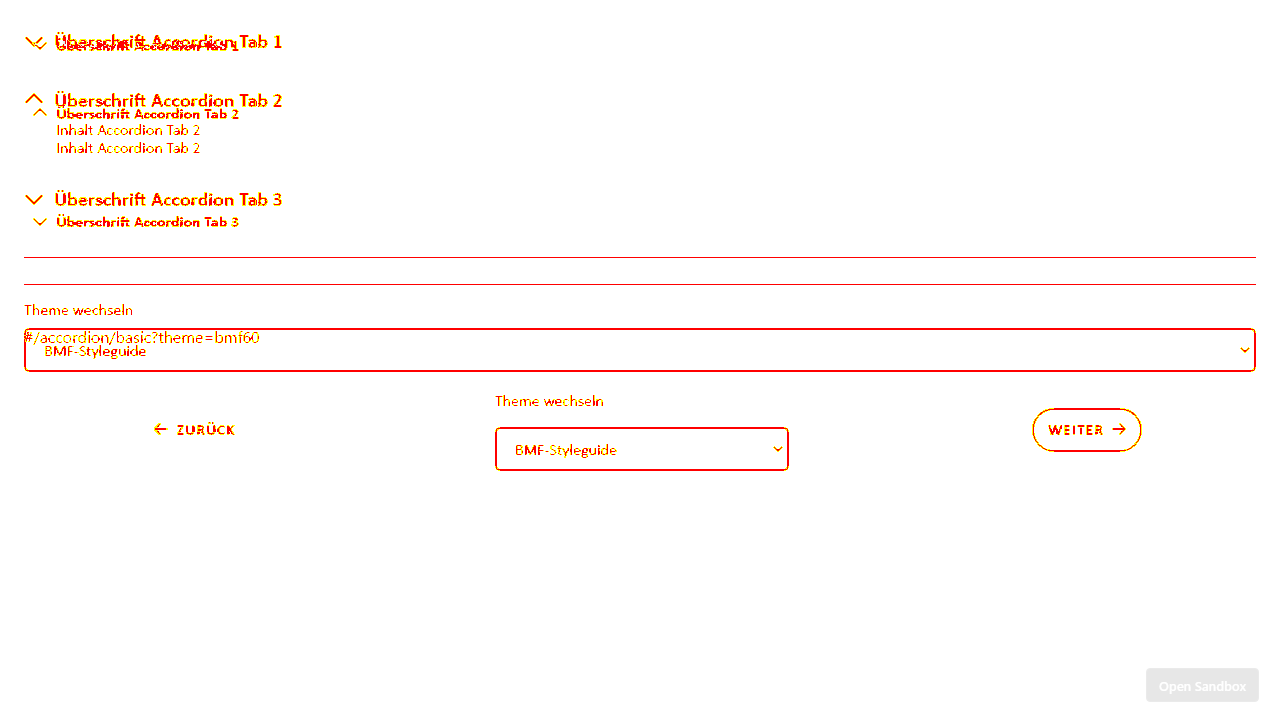 Überschrift Accordion Tab 1
Überschrift Accordion Tab 1
Überschrift Accordion Tab 2
Überschrift Accordion Tab 2
Inhalt Accordion Tab 2
Inhalt Accordion Tab 2
Überschrift Accordion Tab 3
Überschrift Accordion Tab 3
Theme wechseln
#/accordion/basic?theme=bmf60
BMF-Styleguide
Theme wechseln
ZURÜCK
WEITER
BMF-Styleguide
Open Sandbox